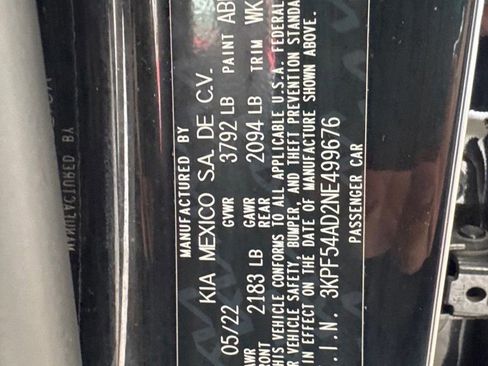 MANUFACTURED BY
05/22 KIA MEXICO S.A. DE C.V.
GVWR 3792 LB PAINT AB
AWR RONT 2183 LB GAWR REAR 2094 LB TRIM WK
HIS VEHICLE CONFORMS TO ALL APPLICABLE U.S.A. FEDERAL
R VEHICLE SAFETY, BUMPER, AND THEFT PREVENTION STANDA
IN EFFECT ON THE DATE OF MANUFACTURE SHOWN ABOVE.
.I.N. 3KPF54AD2NE499676
PASSENGER CAR